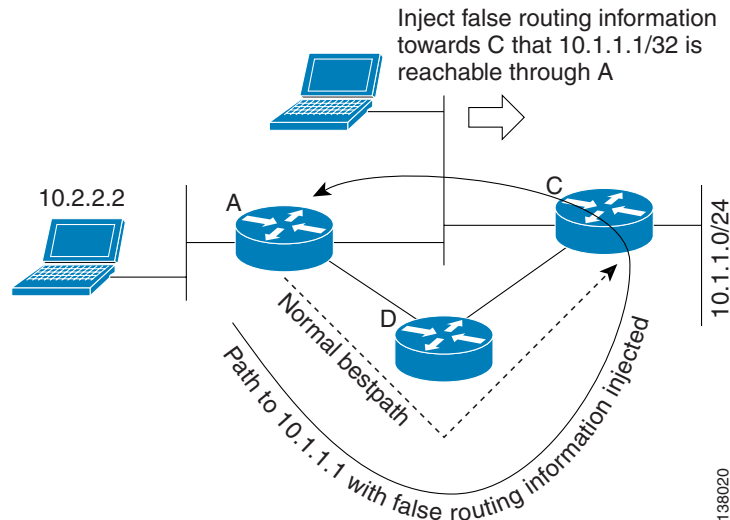 Inject false routing information
towards C that 10.1.1.1/32 is
reachable through A
10.2.2.2
A
C
D
10.1.1.0/24
Normal bestpath
Path to 10.1.1.1 with false routing information injected
138020